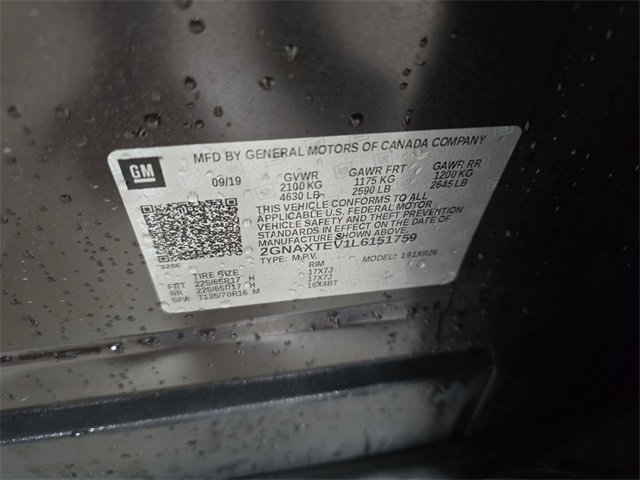 MFD BY GENERAL MOTORS OF CANADA COMPANY
GM
09/19 GVWR GAWR FRT GAWR RR
2100 KG 1175 KG 1200 KG
4630 LB 2590 LB 2645 LB
THIS VEHICLE CONFORMS TO ALL
APPLICABLE U.S. FEDERAL MOTOR
VEHICLE SAFETY AND THEFT PREVENTION
STANDARDS IN EFFECT ON THE DATE OF
MANUFACTURE SHOWN ABOVE.
2GNAXTEV1L6151759
TYPE: M.P.V. MODEL: 191XR26
TIRE SIZE RIM
FRT 225/65R17 H 17X7J
RR 225/65R17 H 17X7J
SPA T135/70R16 M 16X4BT